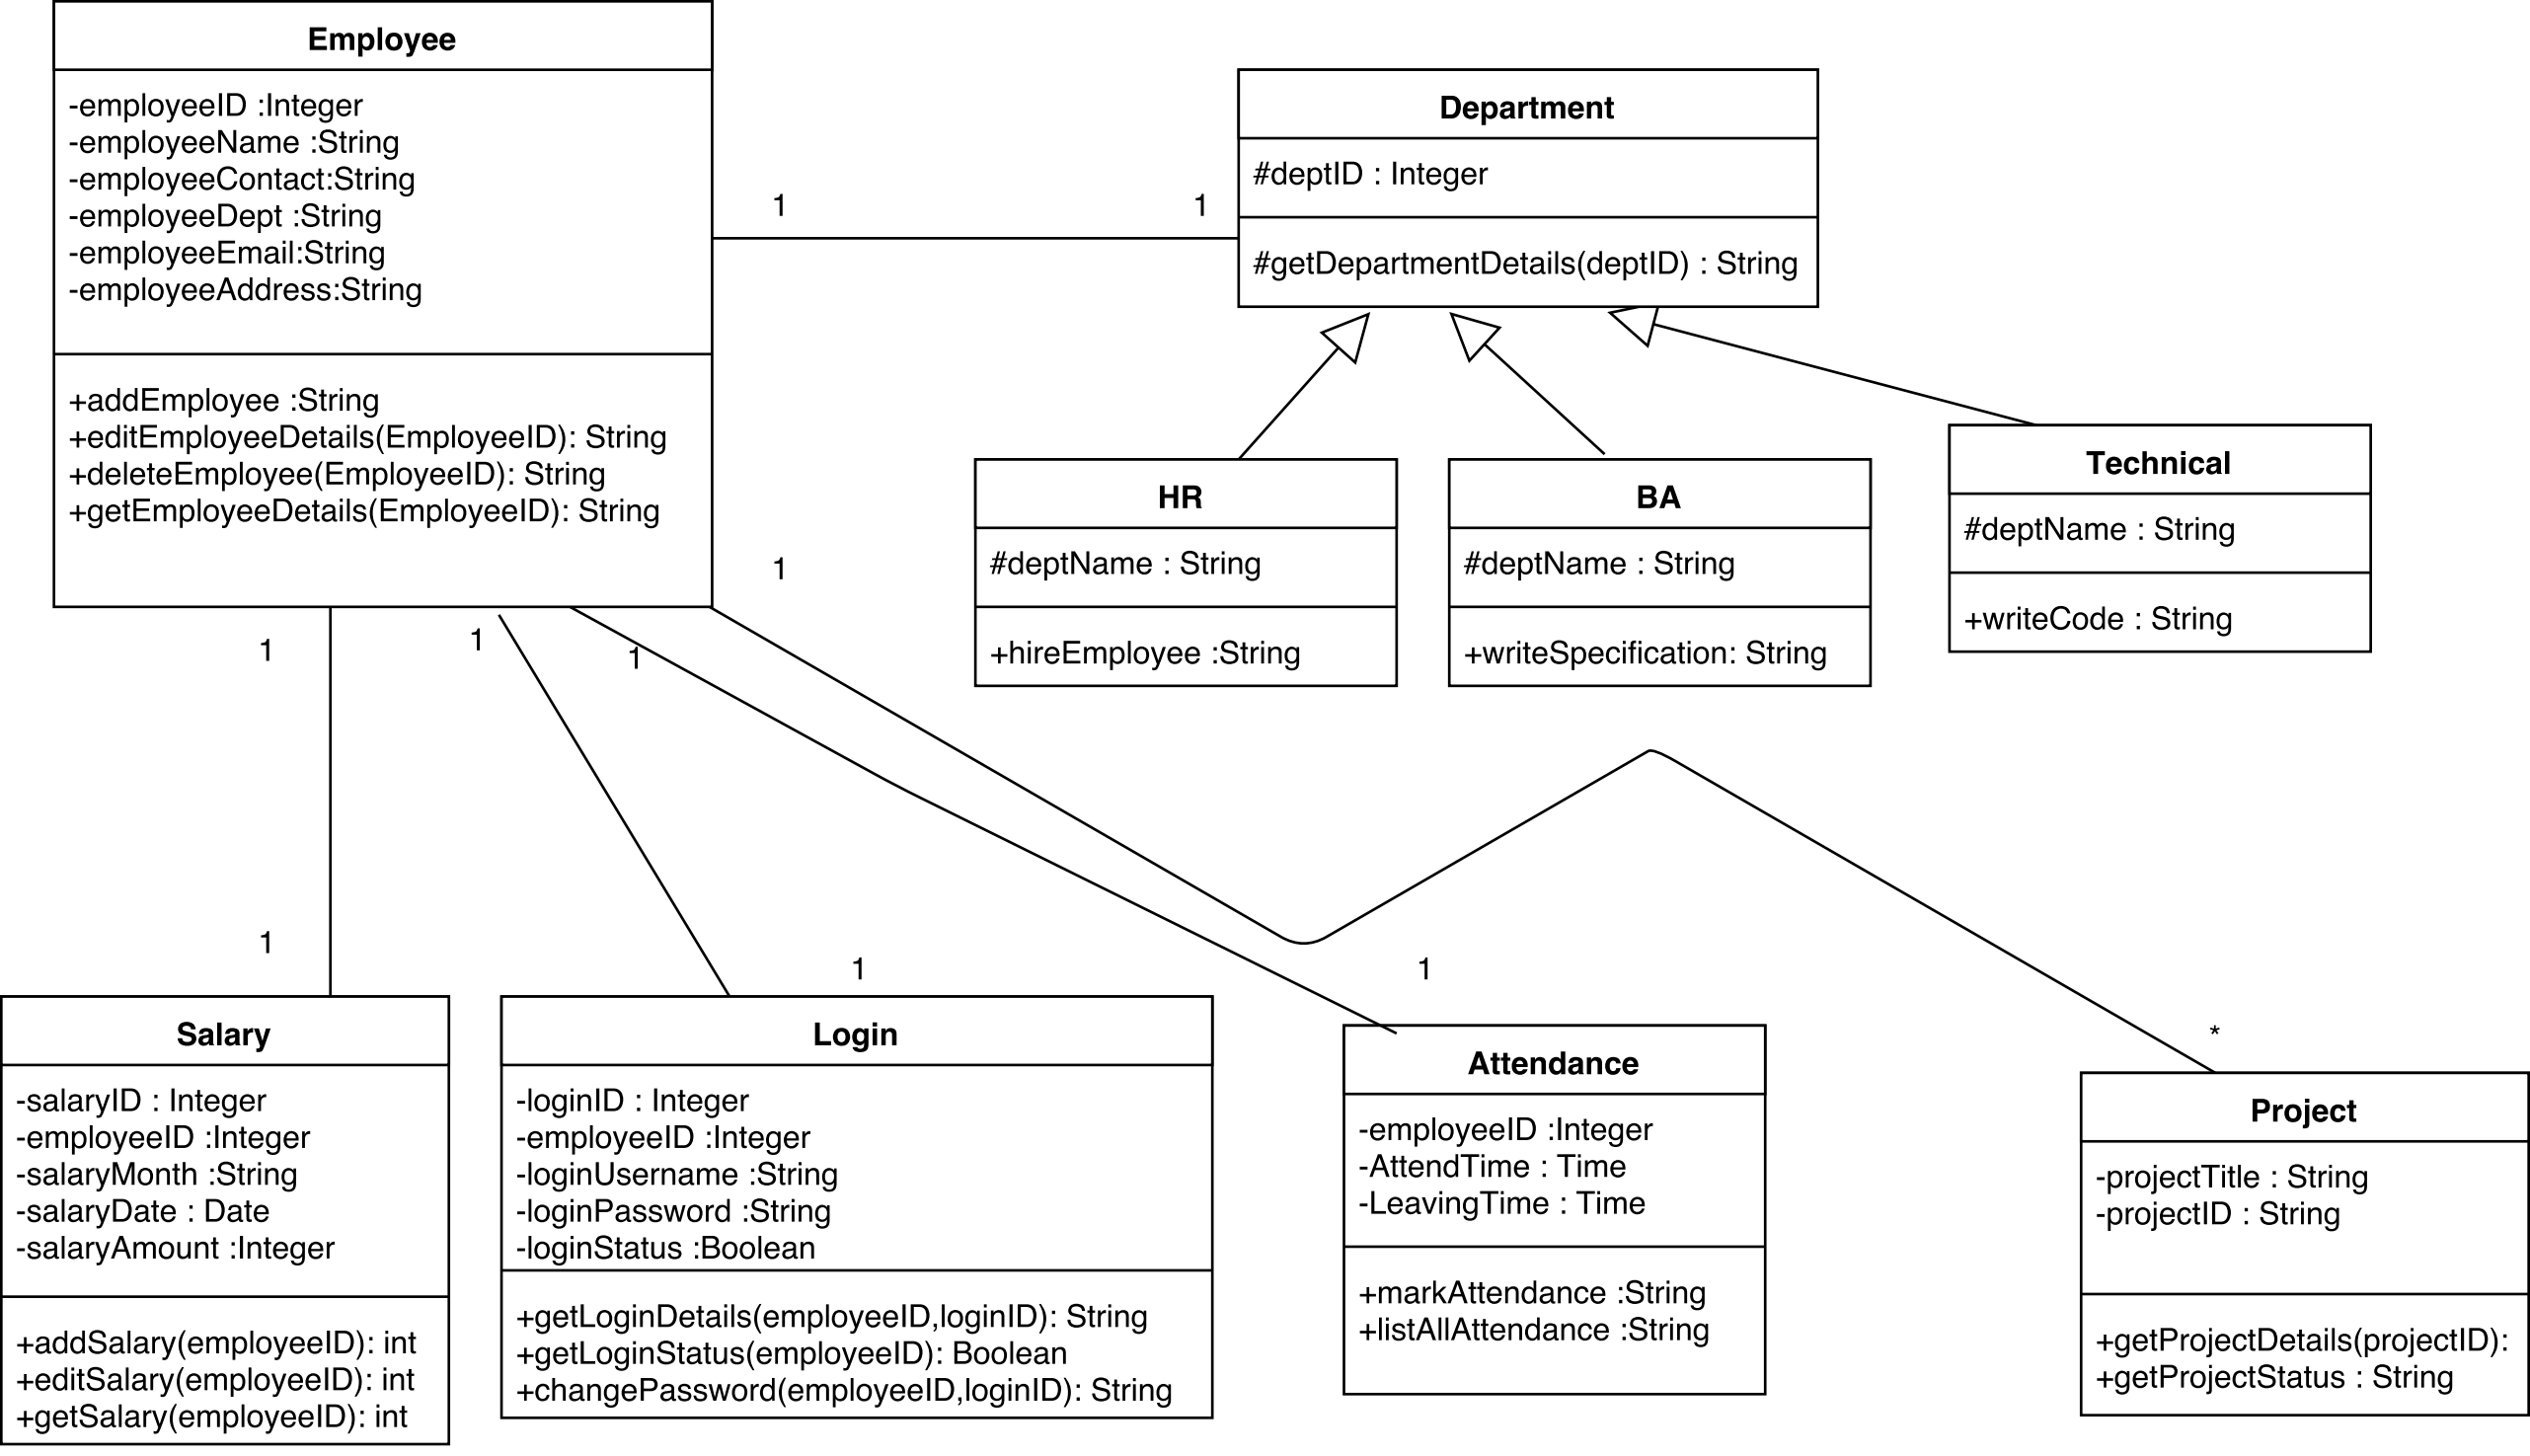 Employee
-employeeID :Integer
-employeeName :String
-employeeContact:String
-employeeDept :String
-employeeEmail:String
-employeeAddress:String
+addEmployee :String
+editEmployeeDetails(EmployeeID): String
+deleteEmployee(EmployeeID): String
+getEmployeeDetails(EmployeeID): String
1
1
Department
#deptID : Integer
#getDepartmentDetails(deptID) : String
HR
#deptName : String
+hireEmployee :String
BA
#deptName : String
+writeSpecification: String
Technical
#deptName : String
+writeCode : String
1
1
1
1
1
1
1
*
Salary
-salaryID : Integer
-employeeID :Integer
-salaryMonth :String
-salaryDate : Date
-salaryAmount :Integer
+addSalary(employeeID): int
+editSalary(employeeID): int
+getSalary(employeeID): int
Login
-loginID : Integer
-employeeID :Integer
-loginUsername :String
-loginPassword :String
-loginStatus :Boolean
+getLoginDetails(employeeID,loginID): String
+getLoginStatus(employeeID): Boolean
+changePassword(employeeID,loginID): String
Attendance
-employeeID :Integer
-AttendTime : Time
-LeavingTime : Time
+markAttendance :String
+listAllAttendance :String
Project
-projectTitle : String
-projectID : String
+getProjectDetails(projectID):
+getProjectStatus : String